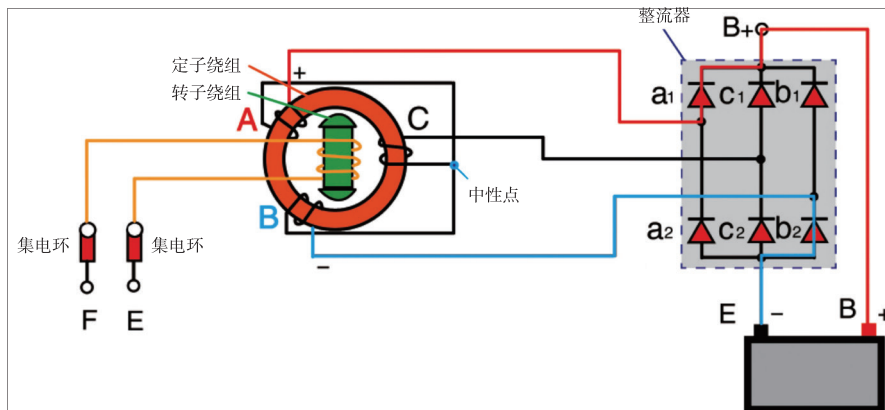 整流器
B+
定子绕组
+
转子绕组
a1 c1 b1
A
C
中性点
B
a2 c2 b2
集电环
集电环
−
F E
E − B +